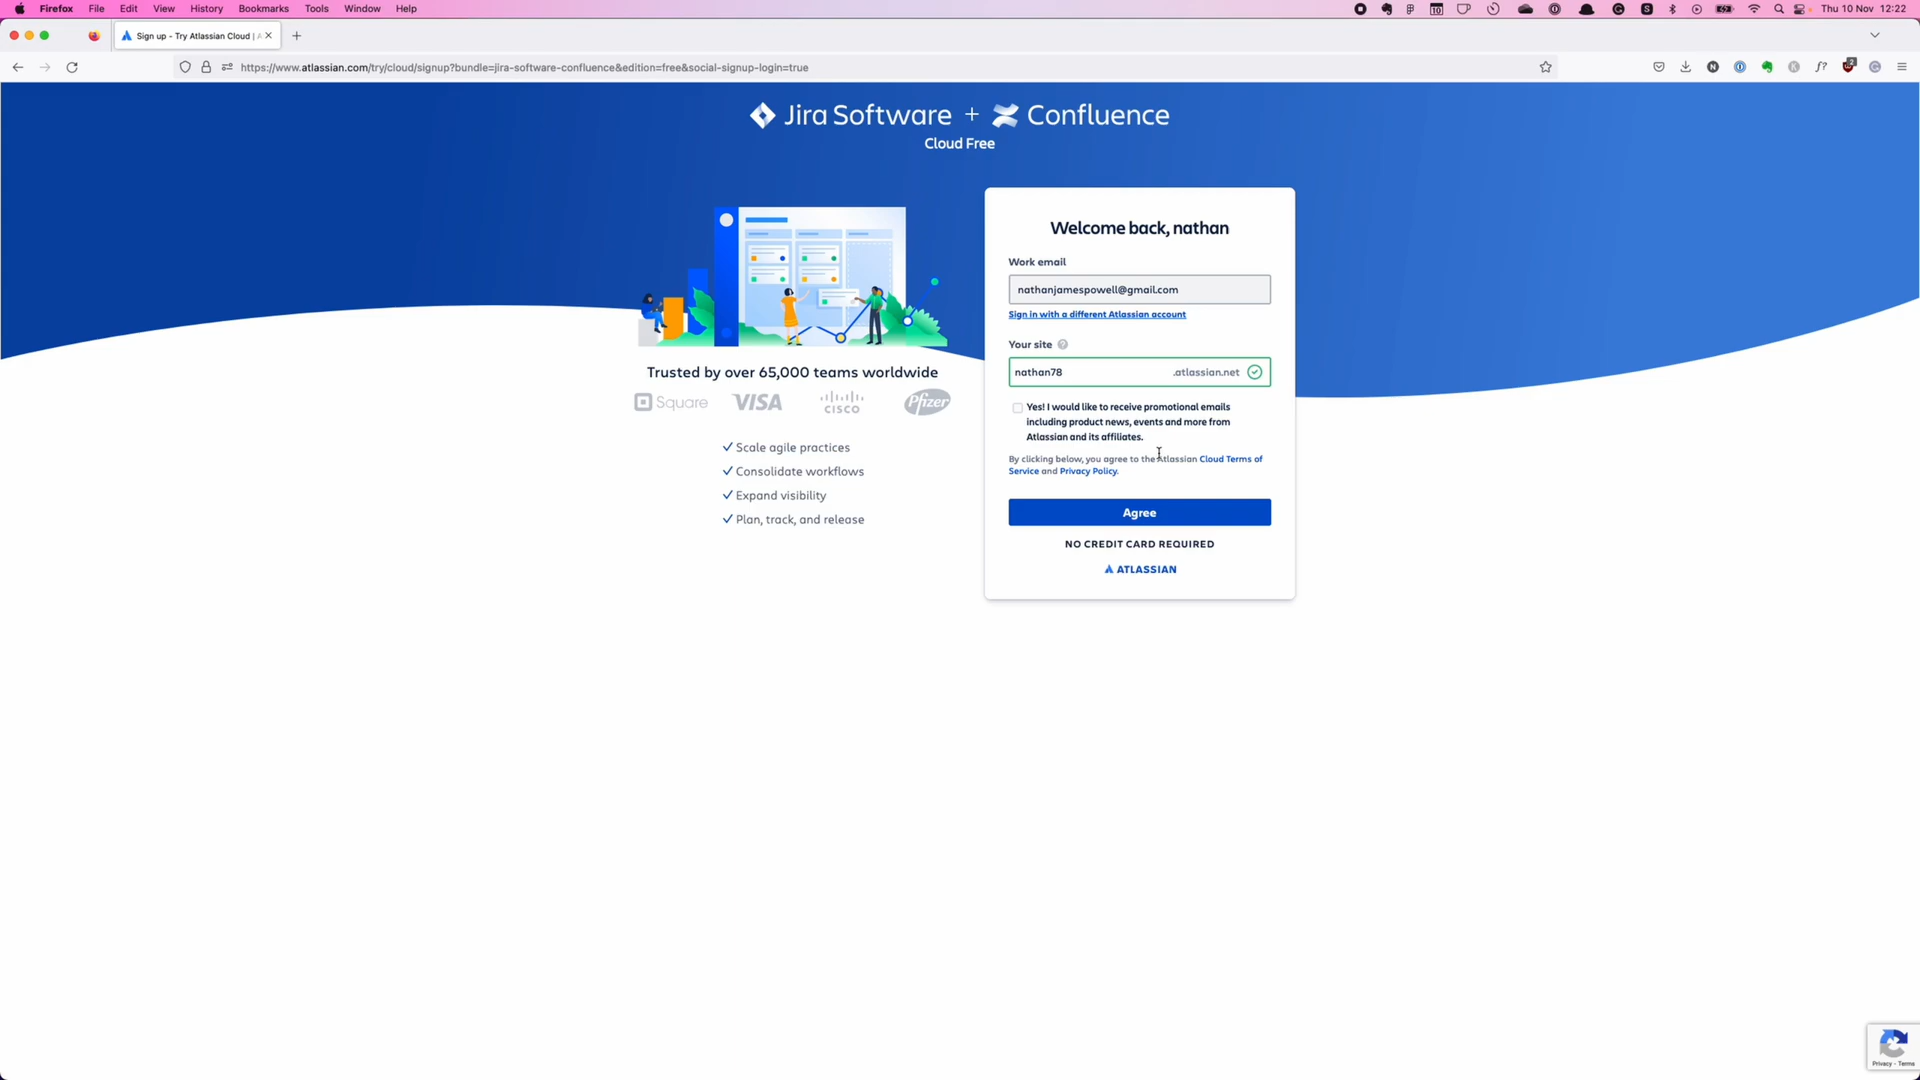 Firefox File Edit View History Bookmarks Tools Window Help
Thu 10 Nov 12:22
Sign up - Try Atlassian Cloud | A
https://www.atlassian.com/try/cloud/signup?bundle=jira-software-confluence&edition=free&social-signup-login=true
Jira Software + Confluence
Cloud Free
Trusted by over 65,000 teams worldwide
Square VISA CISCO Pfizer
Scale agile practices
Consolidate workflows
Expand visibility
Plan, track, and release
Welcome back, nathan
Work email
nathanjamespowell@gmail.com
Sign in with a different Atlassian account
Your site
nathan78 .atlassian.net
Yes! I would like to receive promotional emails
including product news, events and more from
Atlassian and its affiliates.
By clicking below, you agree to the Atlassian Cloud Terms of
Service and Privacy Policy.
Agree
NO CREDIT CARD REQUIRED
ATLASSIAN
Privacy - Terms